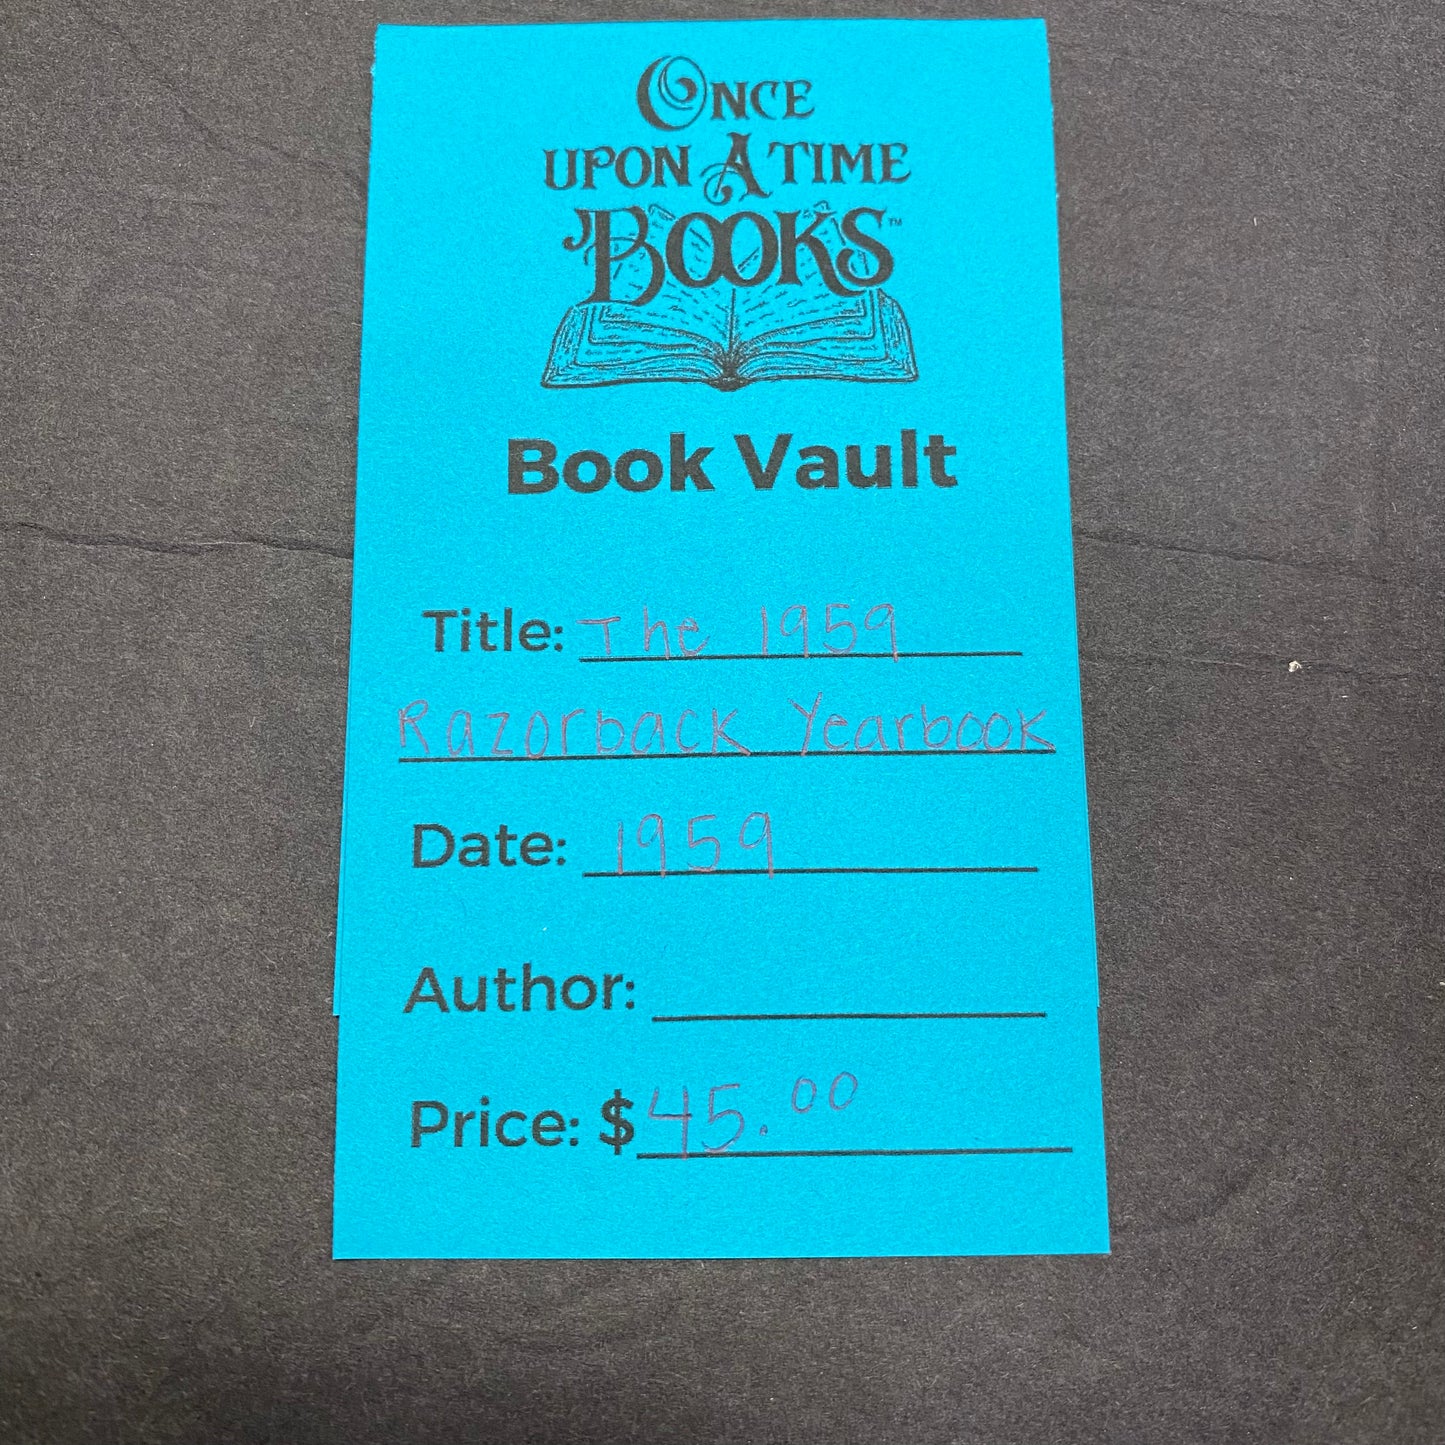 ONCE
UPON A TIME
BOOKS™
Book Vault
Title: The 1959
Razorback Yearbook
Date: 1959
Author:
Price: $45.00